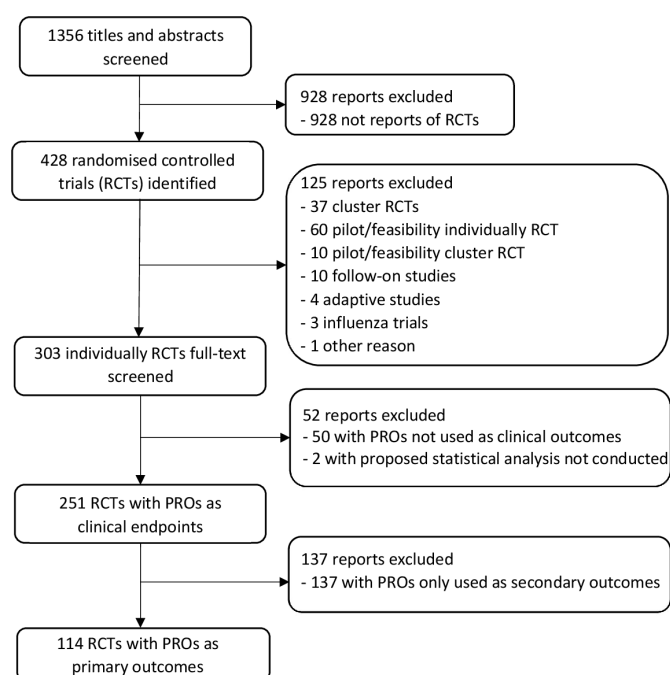 1356 titles and abstracts
screened
928 reports excluded
- 928 not reports of RCTs
428 randomised controlled
trials (RCTs) identified
125 reports excluded
- 37 cluster RCTs
- 60 pilot/feasibility individually RCT
- 10 pilot/feasibility cluster RCT
- 10 follow-on studies
- 4 adaptive studies
- 3 influenza trials
- 1 other reason
303 individually RCTs full-text
screened
52 reports excluded
- 50 with PROs not used as clinical outcomes
- 2 with proposed statistical analysis not conducted
251 RCTs with PROs as
clinical endpoints
137 reports excluded
- 137 with PROs only used as secondary outcomes
114 RCTs with PROs as
primary outcomes